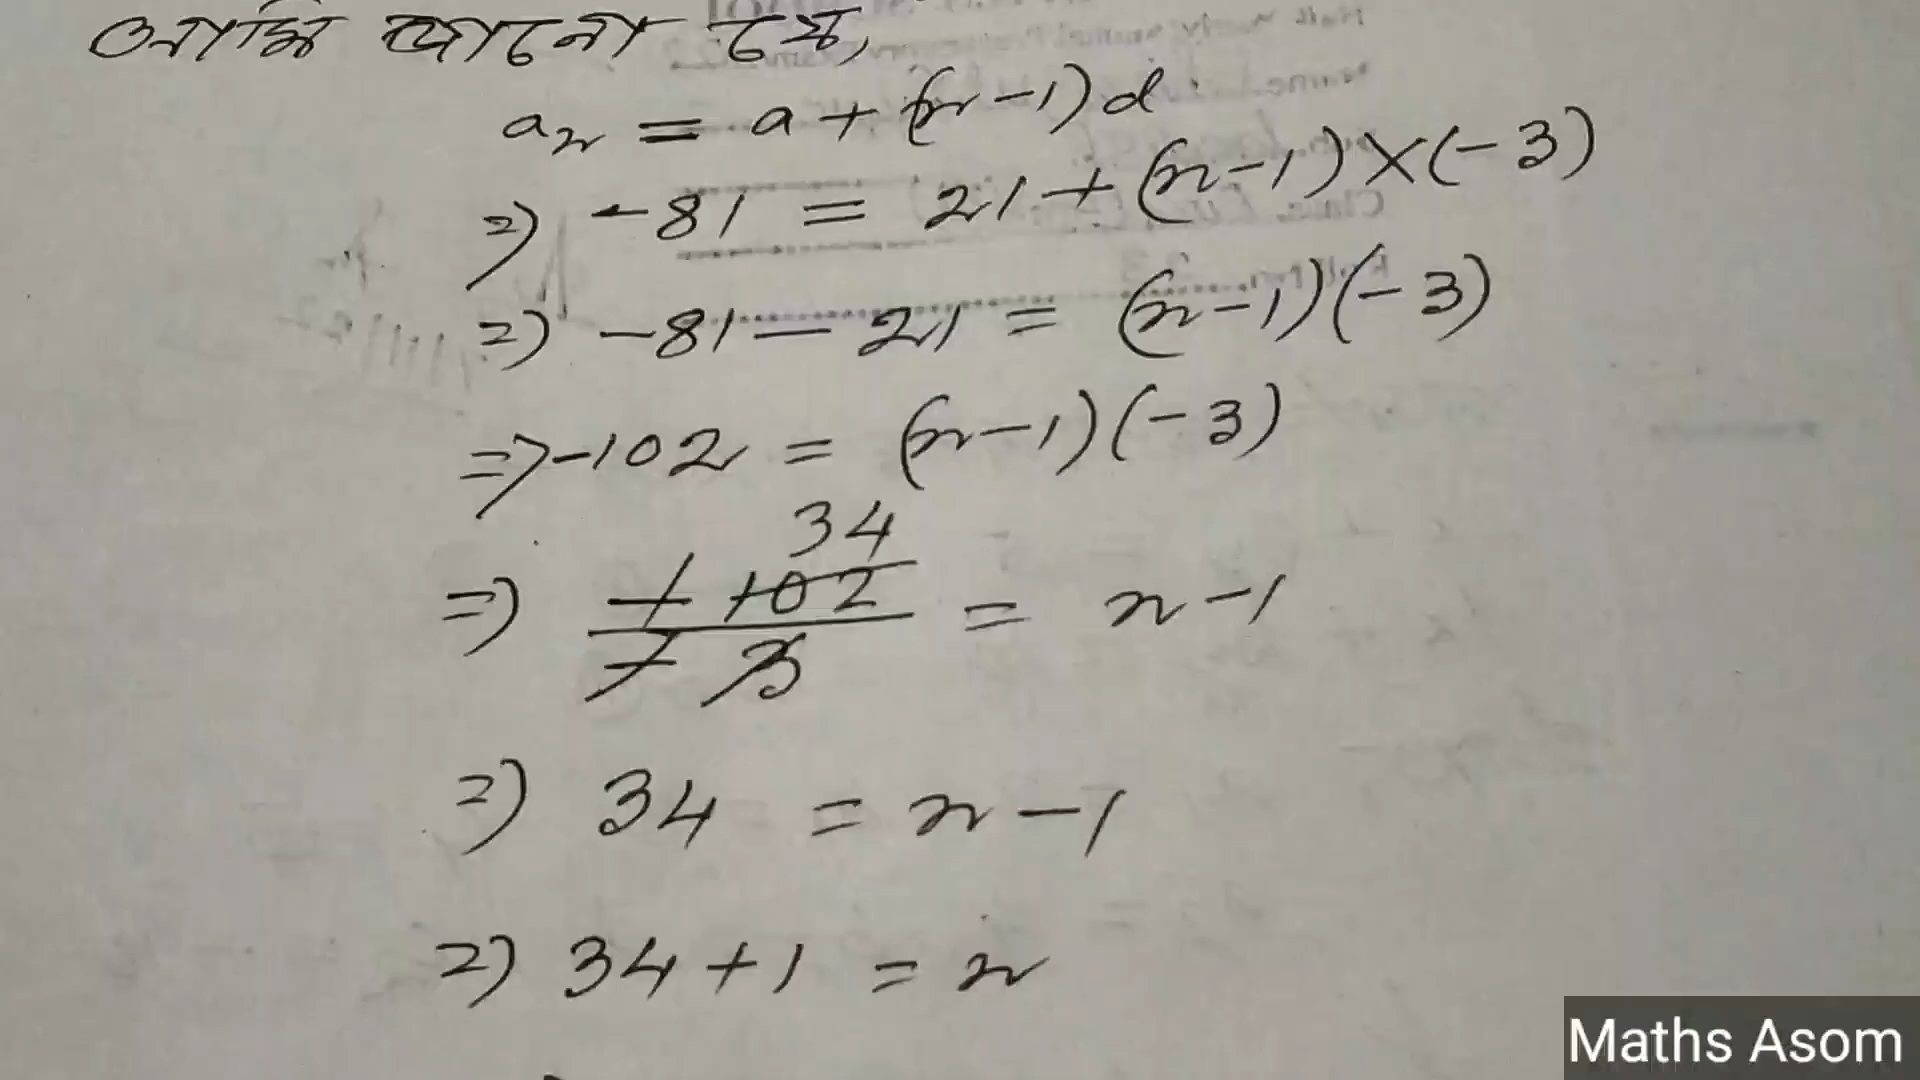 আমি জানো যে,
aₙ = a + (n-1)d
⇒) -81 = 21 + (n-1)×(-3)
⇒) -81 - 21 = (n-1)(-3)
⇒ -102 = (n-1)(-3)
34
⇒) -102/-3 = n-1
⇒) 34 = n-1
⇒) 34+1 = n
Maths Asom